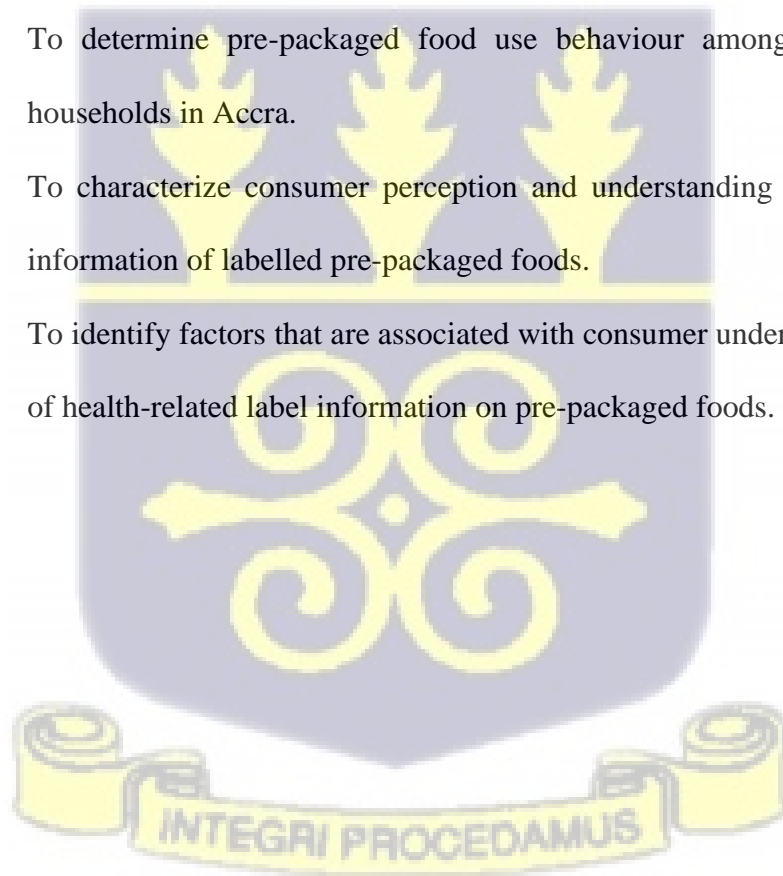 To determine pre-packaged food use behaviour among
households in Accra.
To characterize consumer perception and understanding
information of labelled pre-packaged foods.
To identify factors that are associated with consumer
of health-related label information on pre-packaged foods.
INTEGRI PROCEDAMUS